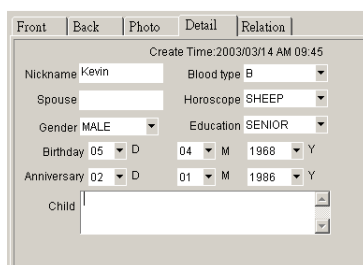 Front Back Photo Detail Relation
Create Time:2003/03/14 AM 09:45
Nickname Kevin Blood type B
Spouse Horoscope SHEEP
Gender MALE Education SENIOR
Birthday 05 D 04 M 1968 Y
Anniversary 02 D 01 M 1986 Y
Child